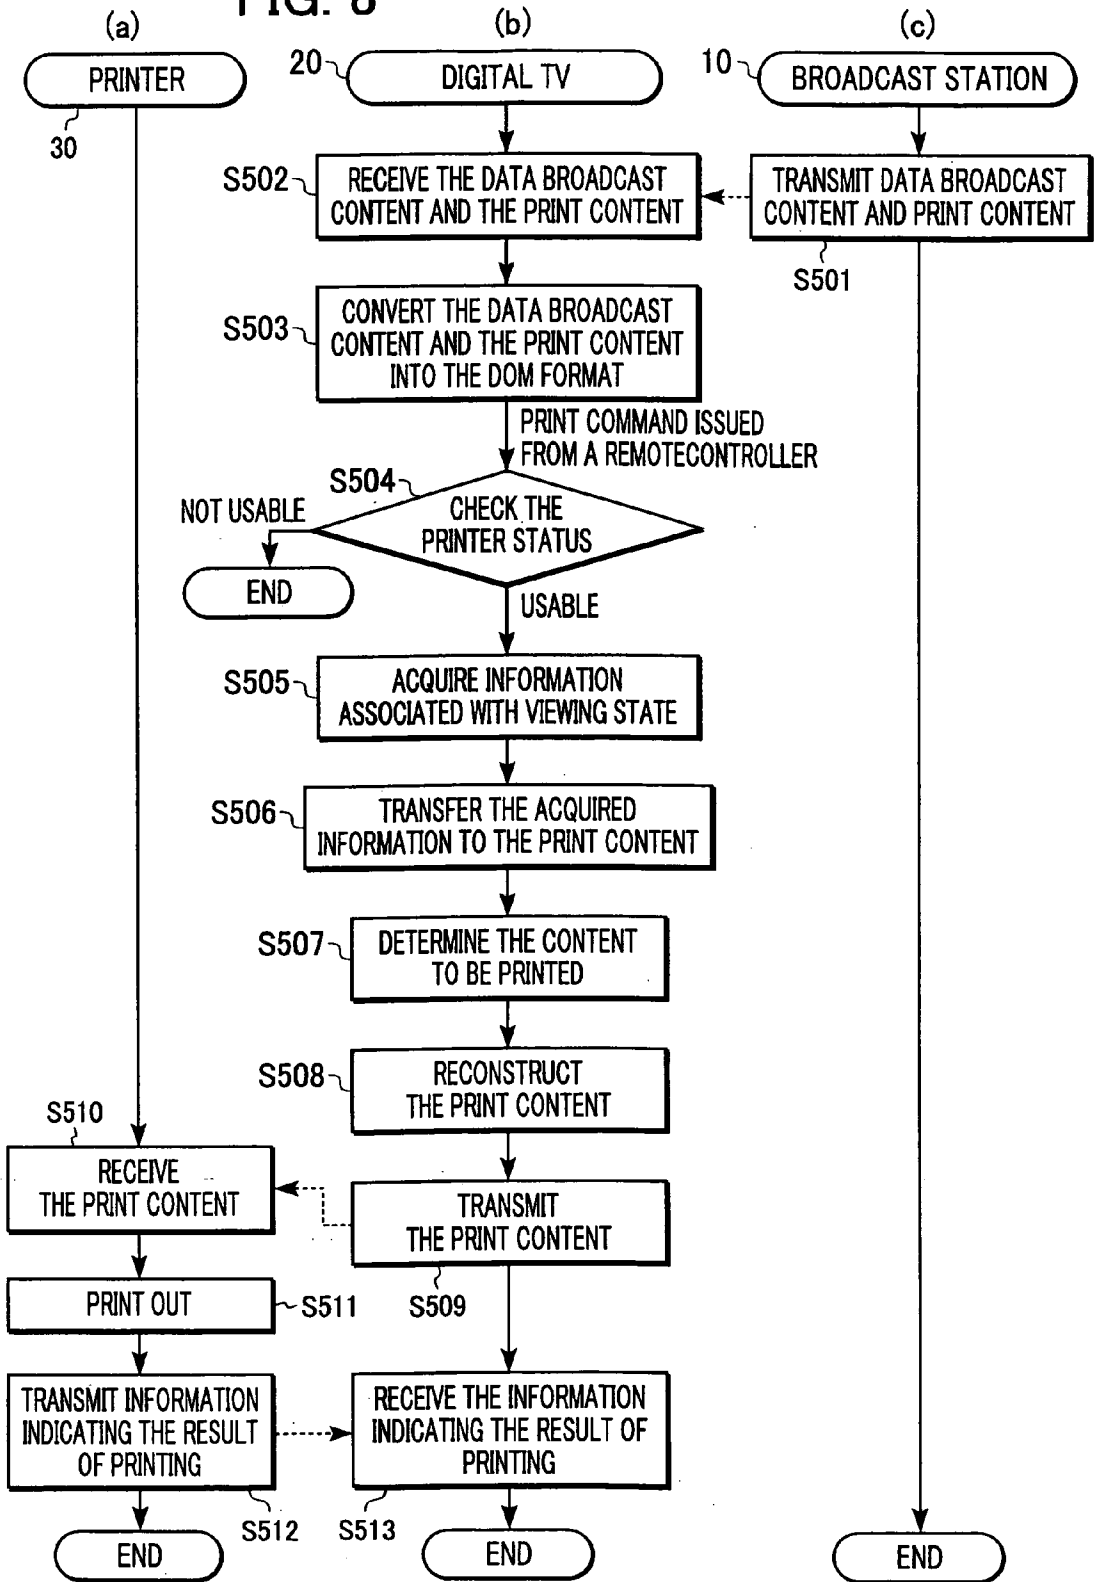 (a)
(b)
(c)
PRINTER
30
20
DIGITAL TV
10
BROADCAST STATION
S502
RECEIVE THE DATA BROADCAST
CONTENT AND THE PRINT CONTENT
TRANSMIT DATA BROADCAST
CONTENT AND PRINT CONTENT
S501
S503
CONVERT THE DATA BROADCAST
CONTENT AND THE PRINT CONTENT
INTO THE DOM FORMAT
PRINT COMMAND ISSUED
FROM A REMOTECONTROLLER
S504
NOT USABLE
CHECK THE
PRINTER STATUS
END
USABLE
S505
ACQUIRE INFORMATION
ASSOCIATED WITH VIEWING STATE
S506
TRANSFER THE ACQUIRED
INFORMATION TO THE PRINT CONTENT
S507
DETERMINE THE CONTENT
TO BE PRINTED
S508
RECONSTRUCT
THE PRINT CONTENT
S510
RECEIVE
THE PRINT CONTENT
TRANSMIT
THE PRINT CONTENT
S509
PRINT OUT
S511
TRANSMIT INFORMATION
INDICATING THE RESULT
OF PRINTING
S512
RECEIVE THE INFORMATION
INDICATING THE RESULT OF
PRINTING
S513
END
END
END